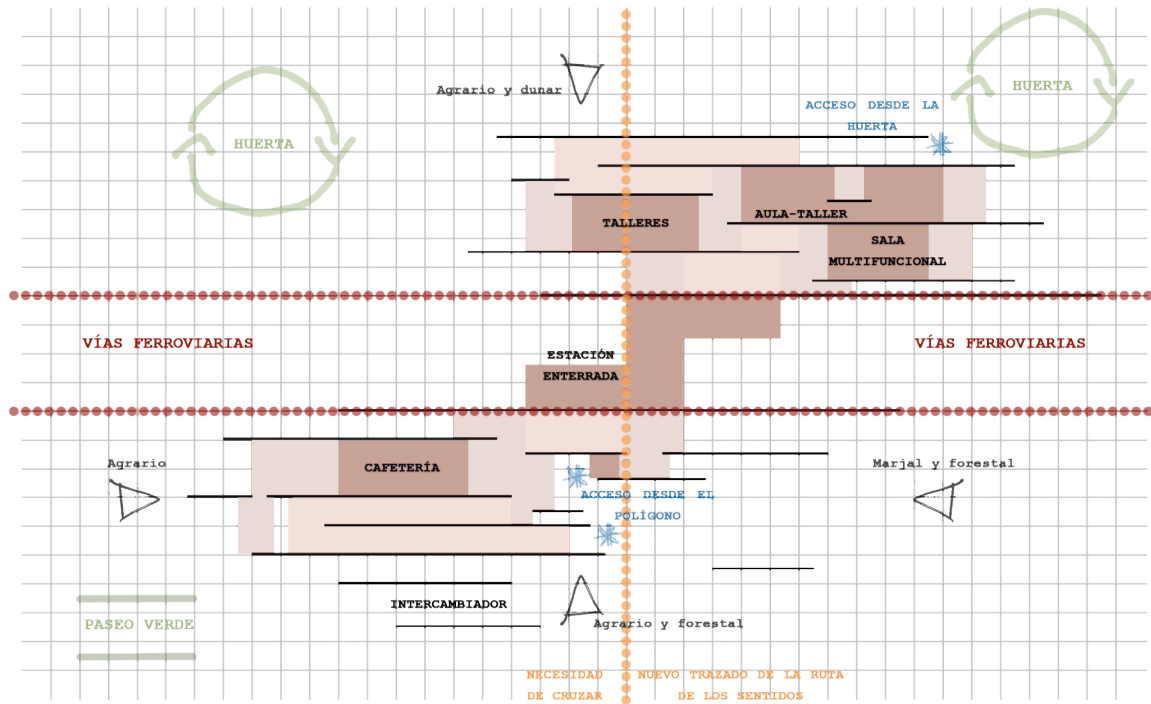 HUERTA
Agrario y dunar
ACCESO DESDE LA
HUERTA
HUERTA
TALLERES
AULA-TALLER
SALA
MULTIFUNCIONAL
VÍAS FERROVIARIAS
ESTACIÓN
ENTERRADA
VÍAS FERROVIARIAS
Agrario
CAFETERÍA
Marjal y forestal
ACCESO DESDE EL
POLÍGONO
INTERCAMBIADOR
PASEO VERDE
Agrario y forestal
NECESIDAD
DE CRUZAR
NUEVO TRAZADO DE LA RUTA
DE LOS SENTIDOS